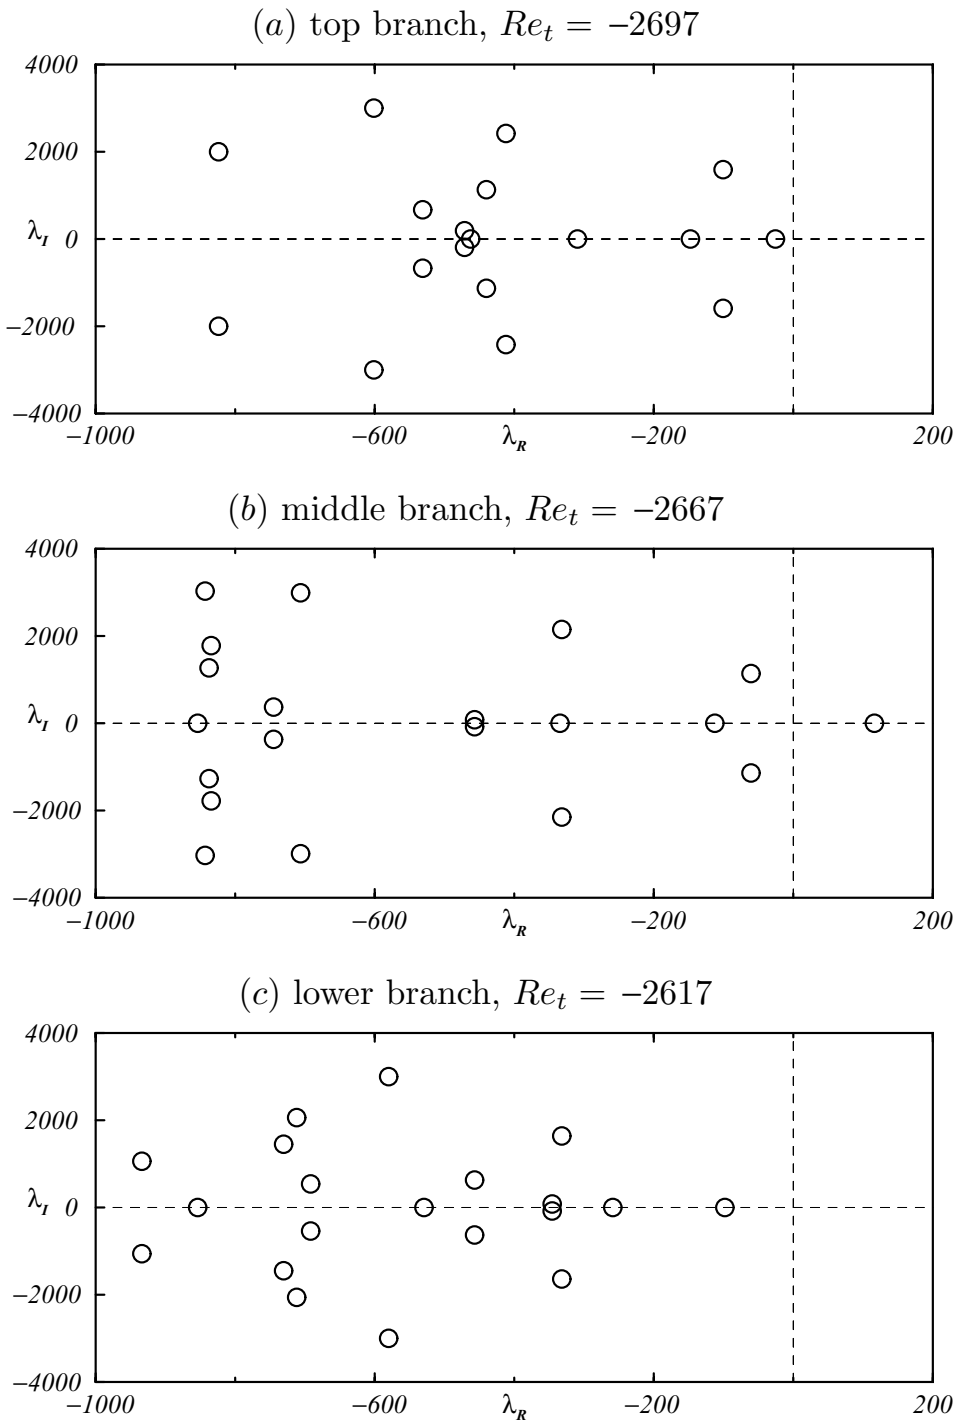 (a) top branch, Re_t = −2697
4000
2000
λ_I 0
−2000
−4000
−1000 −600 λ_R −200 200
(b) middle branch, Re_t = −2667
4000
2000
λ_I 0
−2000
−4000
−1000 −600 λ_R −200 200
(c) lower branch, Re_t = −2617
4000
2000
λ_I 0
−2000
−4000
−1000 −600 λ_R −200 200